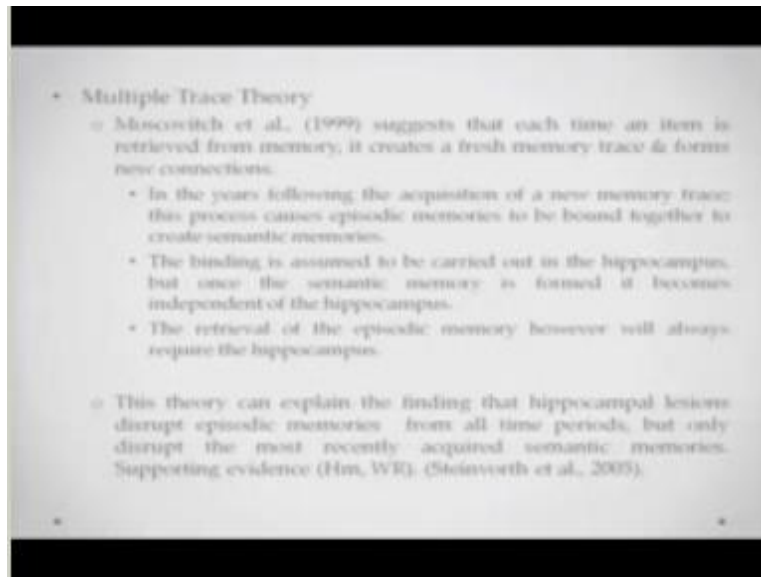 • Multiple Trace Theory
○ Moscovitch et al., (1999) suggests that each time an item is
retrieved from memory, it creates a fresh memory trace & forms
new connections.
• In the years following the acquisition of a new memory trace;
this process causes episodic memories to be bound together to
create semantic memories.
• The binding is assumed to be carried out in the hippocampus,
but once the semantic memory is formed it becomes
independent of the hippocampus.
• The retrieval of the episodic memory however will always
require the hippocampus.
○ This theory can explain the finding that hippocampal lesions
disrupt episodic memories from all time periods, but only
disrupt the most recently acquired semantic memories.
Supporting evidence (Hm, WR). (Steinvorth et al., 2005).